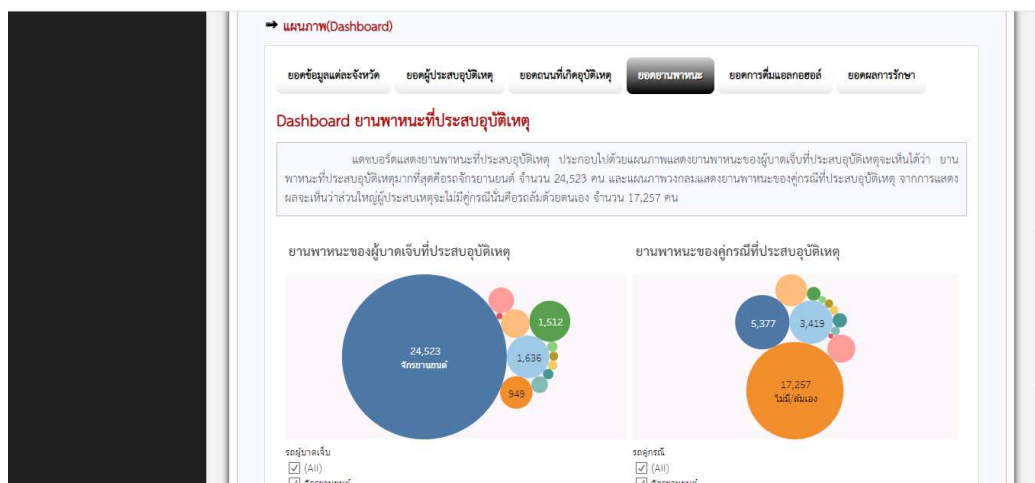 ➡ แผนภาพ(Dashboard)
ยอดข้อมูลแต่ละจังหวัด ยอดผู้ประสบอุบัติเหตุ ยอดถนนที่เกิดอุบัติเหตุ ยอดยานพาหนะ ยอดการดื่มแอลกอฮอล์ ยอดผลการรักษา
Dashboard ยานพาหนะที่ประสบอุบัติเหตุ
แดชบอร์ดแสดงยานพาหนะที่ประสบอุบัติเหตุ ประกอบไปด้วยแผนภาพแสดงยานพาหนะของผู้บาดเจ็บที่ประสบอุบัติเหตุจะเห็นได้ว่า ยาน
พาหนะที่ประสบอุบัติเหตุมากที่สุดคือรถจักรยานยนต์ จำนวน 24,523 คน และแผนภาพวงกลมแสดงยานพาหนะของคู่กรณีที่ประสบอุบัติเหตุ จากการแสดง
ผลจะเห็นว่าส่วนใหญ่ผู้ประสบเหตุจะไม่มีคู่กรณีนั่นคือรถล้มด้วยตนเอง จำนวน 17,257 คน
ยานพาหนะของผู้บาดเจ็บที่ประสบอุบัติเหตุ
24,523
จักรยานยนต์
1,512
1,636
949
รถผู้บาดเจ็บ
(All)
จักรยานยนต์
ยานพาหนะของคู่กรณีที่ประสบอุบัติเหตุ
5,377
3,419
17,257
ไม่มี/ล้มเอง
รถคู่กรณี
(All)
จักรยานยนต์